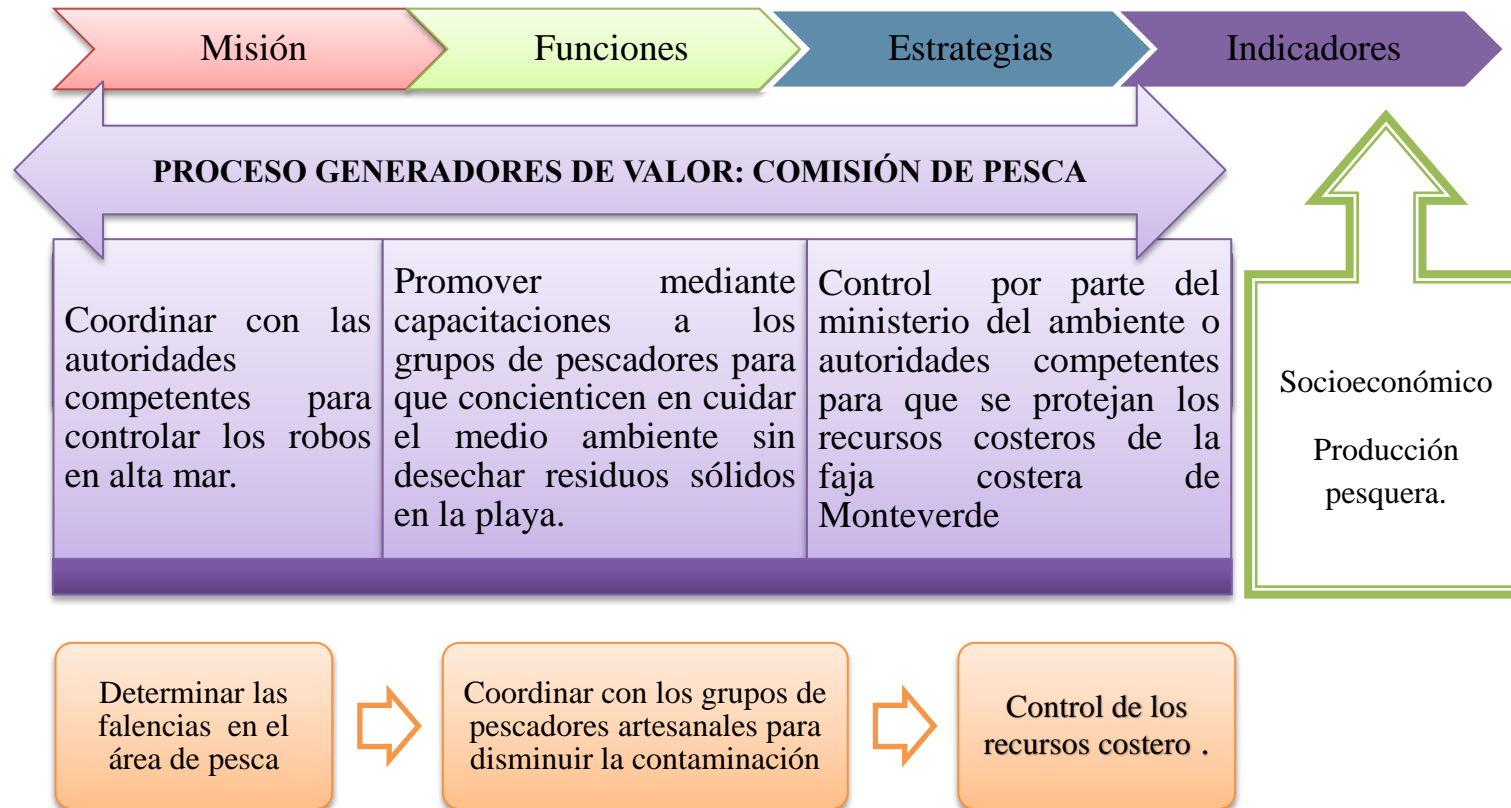 Misión
Funciones
Estrategias
Indicadores
PROCESO GENERADORES DE VALOR: COMISIÓN DE PESCA
Coordinar con las
autoridades
competentes para
controlar los robos
en alta mar.
Promover mediante
capacitaciones a los
grupos de pescadores para
que concienticen en cuidar
el medio ambiente sin
desechar residuos sólidos
en la playa.
Control por parte del
ministerio del ambiente o
autoridades competentes
para que se protejan los
recursos costeros de la
faja costera de
Monteverde
Socioeconómico
Producción
pesquera.
Determinar las
falencias en el
área de pesca
Coordinar con los grupos de
pescadores artesanales para
disminuir la contaminación
Control de los
recursos costero .